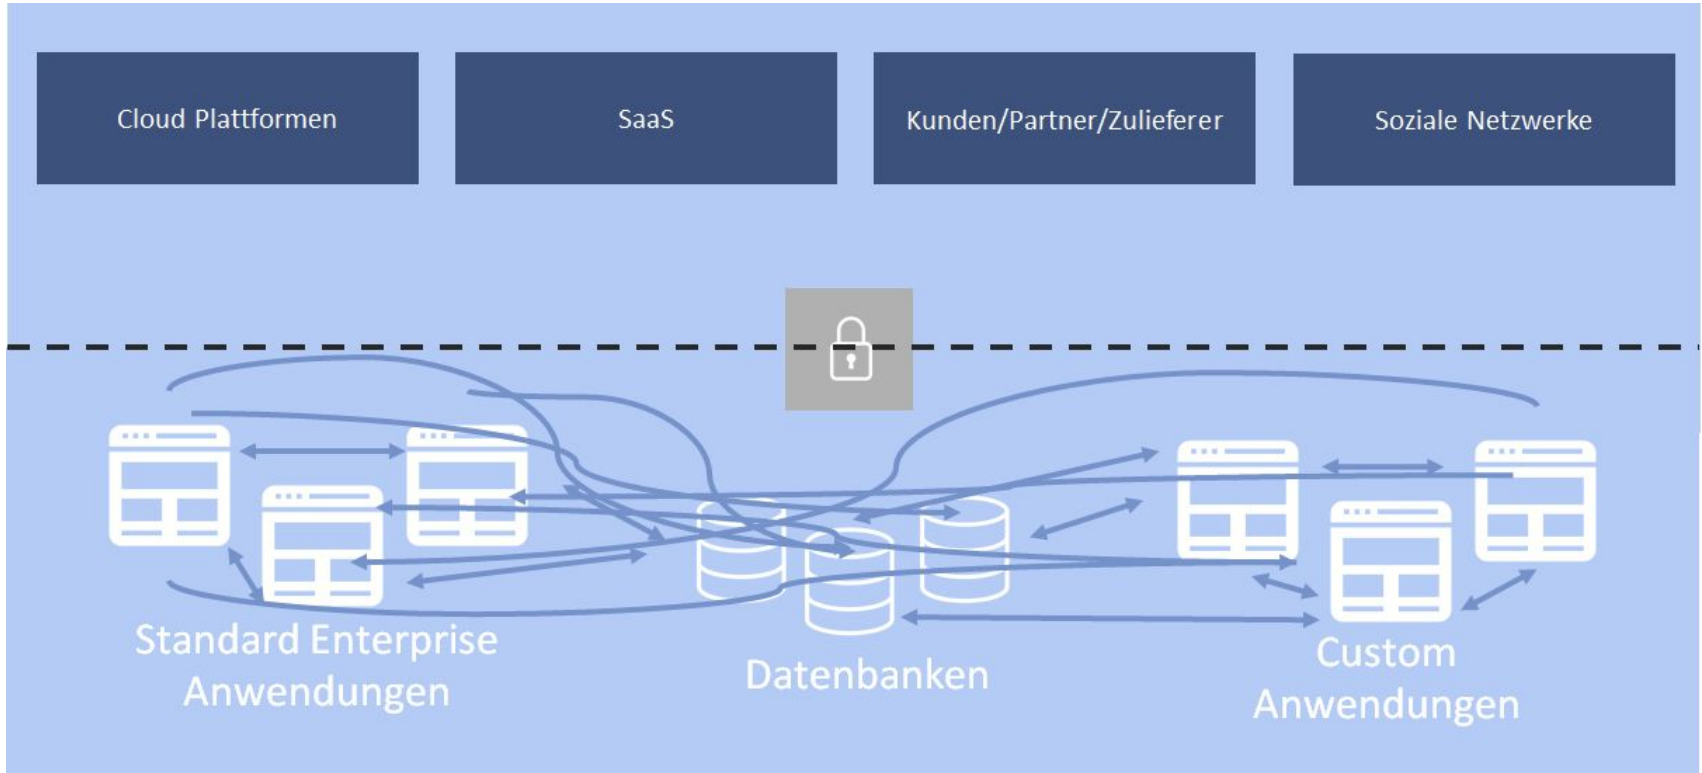 Cloud Plattformen
SaaS
Kunden/Partner/Zulieferer
Soziale Netzwerke
Standard Enterprise
Anwendungen
Datenbanken
Custom
Anwendungen